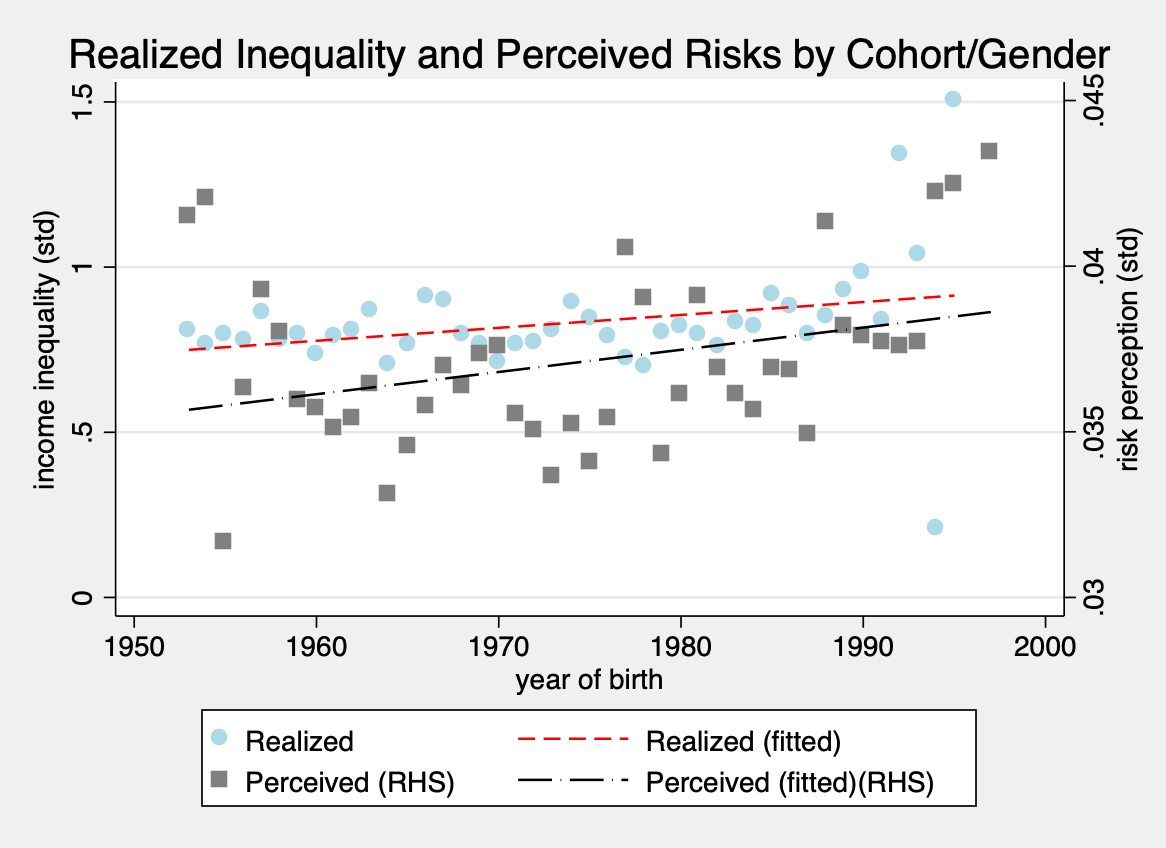 Realized Inequality and Perceived Risks by Cohort/Gender
income inequality (std)
1.5
1
.5
0
risk perception (std)
.045
.04
.035
.03
1950 1960 1970 1980 1990 2000
year of birth
Realized
Realized (fitted)
Perceived (RHS)
Perceived (fitted)(RHS)